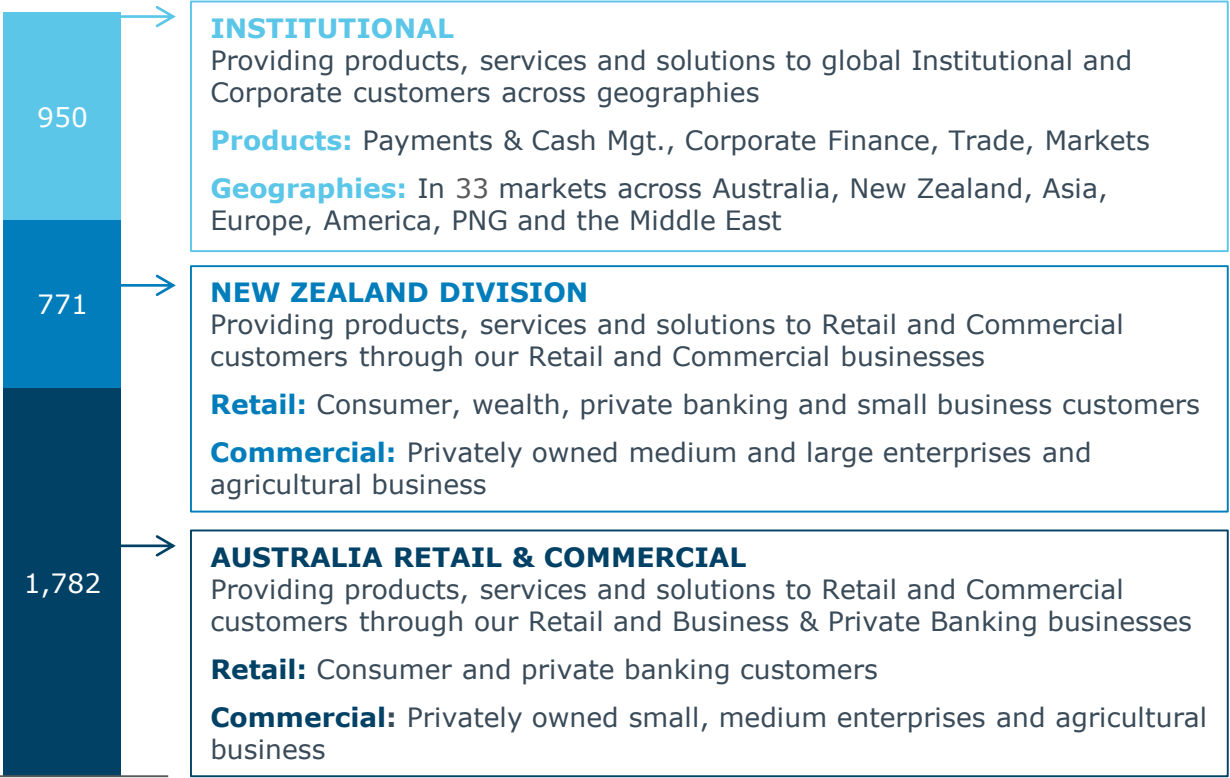 950
INSTITUTIONAL
Providing products, services and solutions to global Institutional and
Corporate customers across geographies
Products: Payments & Cash Mgt., Corporate Finance, Trade, Markets
Geographies: In 33 markets across Australia, New Zealand, Asia,
Europe, America, PNG and the Middle East
771
NEW ZEALAND DIVISION
Providing products, services and solutions to Retail and Commercial
customers through our Retail and Commercial businesses
Retail: Consumer, wealth, private banking and small business customers
Commercial: Privately owned medium and large enterprises and
agricultural business
1,782
AUSTRALIA RETAIL & COMMERCIAL
Providing products, services and solutions to Retail and Commercial
customers through our Retail and Business & Private Banking businesses
Retail: Consumer and private banking customers
Commercial: Privately owned small, medium enterprises and agricultural
business